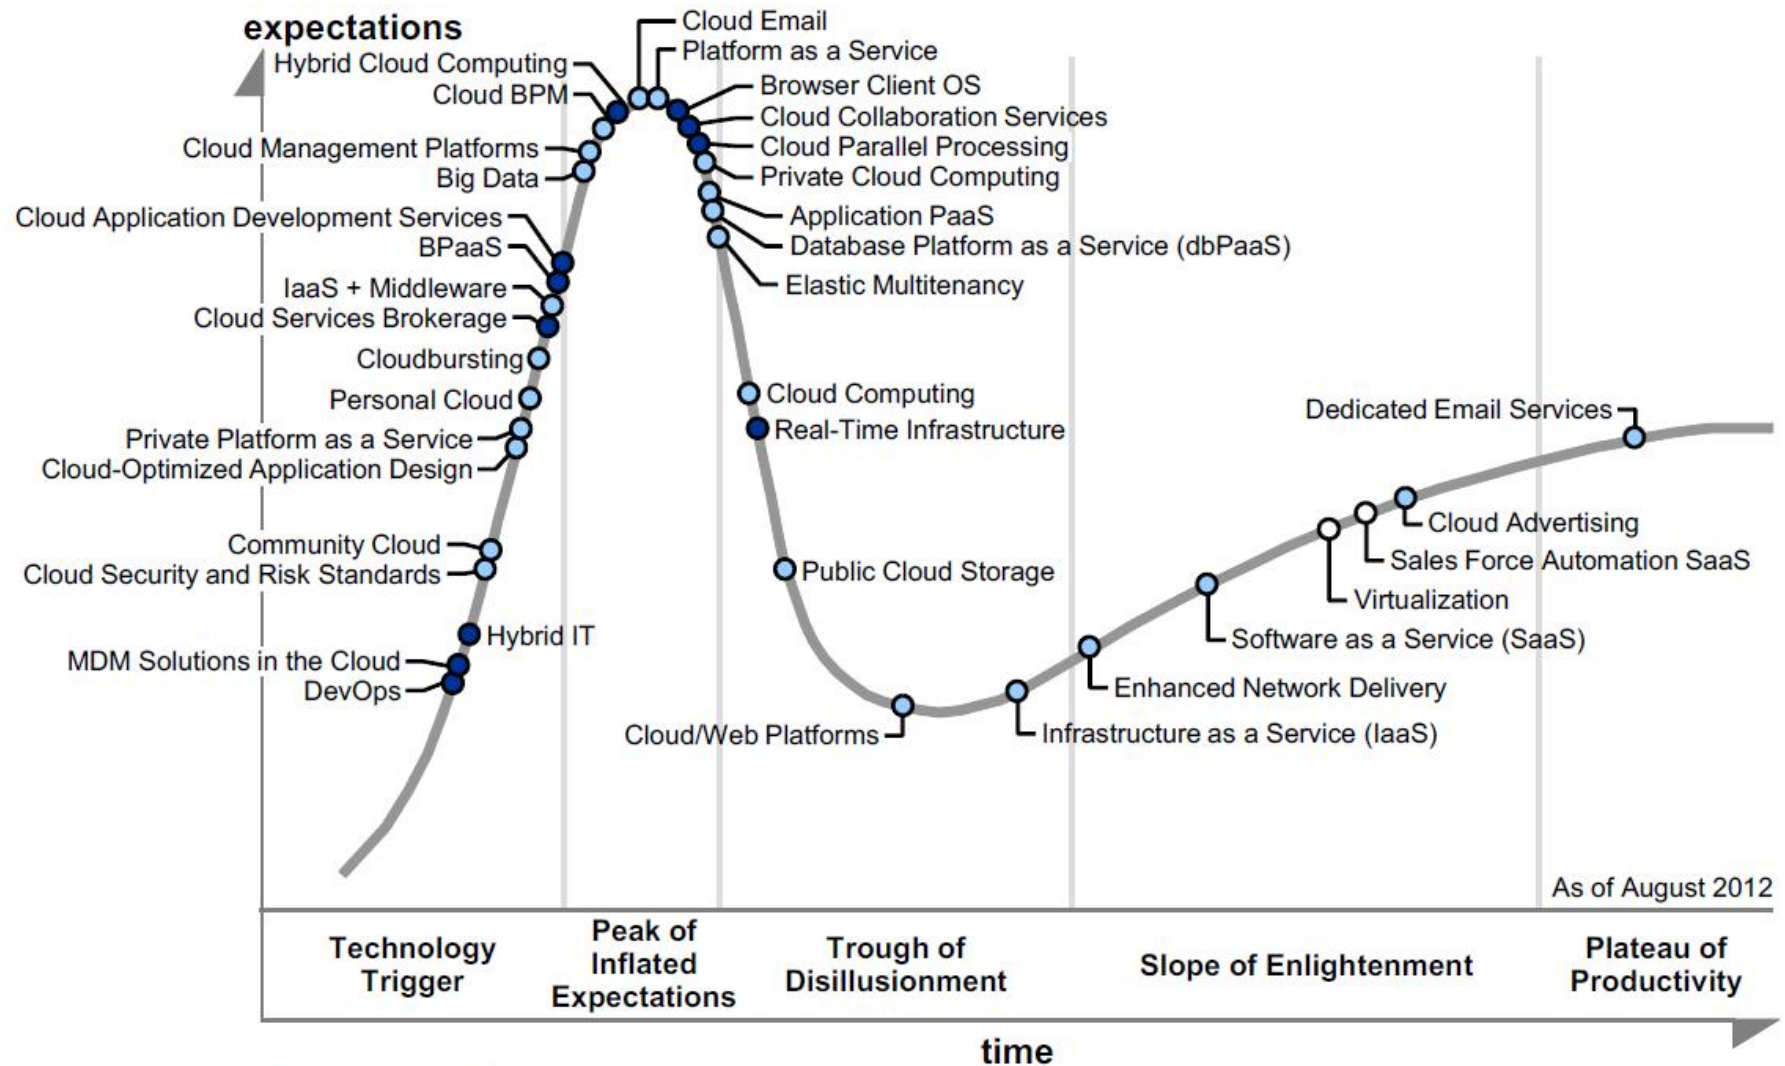 expectations
Cloud Email
Platform as a Service
Hybrid Cloud Computing
Cloud BPM
Browser Client OS
Cloud Collaboration Services
Cloud Management Platforms
Cloud Parallel Processing
Big Data
Private Cloud Computing
Cloud Application Development Services
Application PaaS
BPaaS
Database Platform as a Service (dbPaaS)
IaaS + Middleware
Elastic Multitenancy
Cloud Services Brokerage
Cloudbursting
Personal Cloud
Cloud Computing
Private Platform as a Service
Real-Time Infrastructure
Dedicated Email Services
Cloud-Optimized Application Design
Community Cloud
Cloud Advertising
Cloud Security and Risk Standards
Public Cloud Storage
Sales Force Automation SaaS
Virtualization
Hybrid IT
Software as a Service (SaaS)
MDM Solutions in the Cloud
DevOps
Enhanced Network Delivery
Cloud/Web Platforms
Infrastructure as a Service (IaaS)
As of August 2012
Technology
Trigger
Peak of
Inflated
Expectations
Trough of
Disillusionment
Slope of Enlightenment
Plateau of
Productivity
time